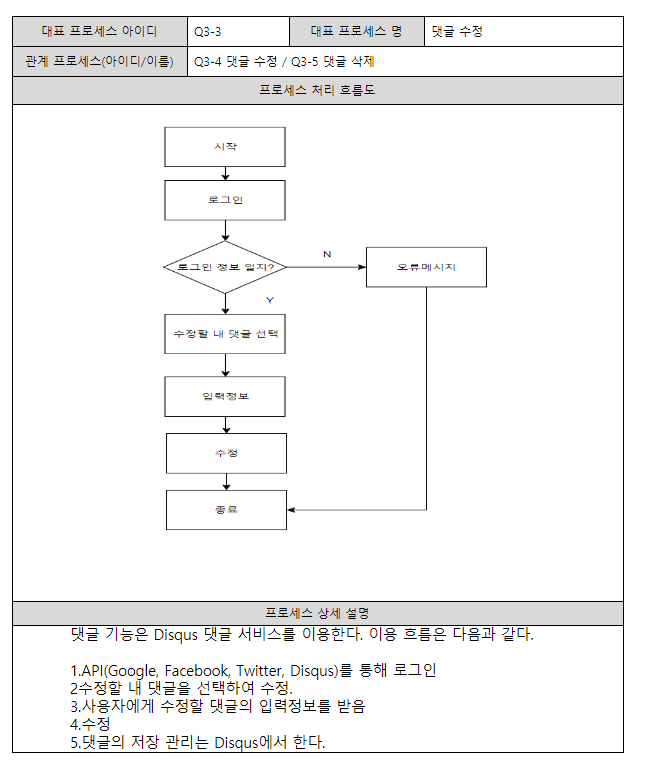 대표 프로세스 아이디 Q3-3 대표 프로세스 명 댓글 수정
관계 프로세스(아이디/이름) Q3-4 댓글 수정 / Q3-5 댓글 삭제
프로세스 처리 흐름도
시작
로그인
로그인 정보 일치?
N
오류메시지
Y
수정할 내 댓글 선택
입력정보
수정
종료
프로세스 상세 설명
댓글 기능은 Disqus 댓글 서비스를 이용한다. 이용 흐름은 다음과 같다.
1.API(Google, Facebook, Twitter, Disqus)를 통해 로그인
2수정할 내 댓글을 선택하여 수정.
3.사용자에게 수정할 댓글의 입력정보를 받음
4.수정
5.댓글의 저장 관리는 Disqus에서 한다.